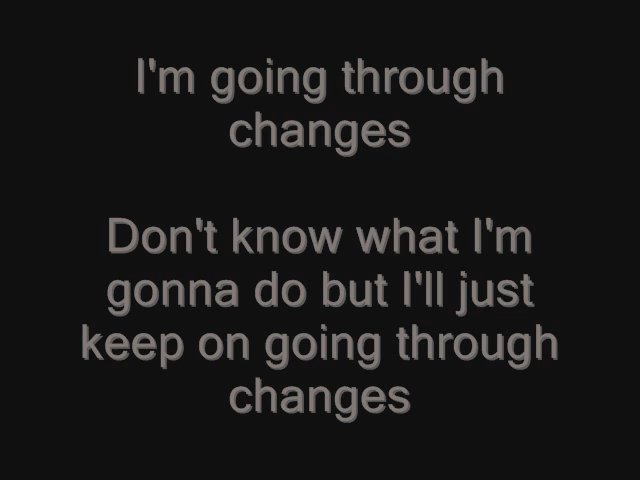 I'm going through
changes
Don't know what I'm
gonna do but I'll just
keep on going through
changes